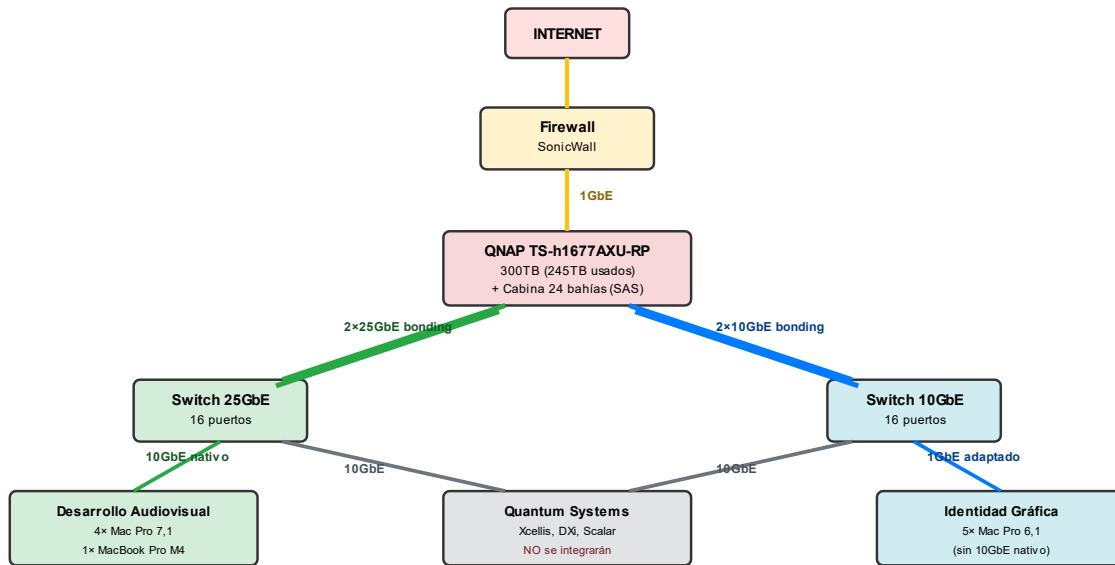 INTERNET
Firewall
SonicWall
1GbE
QNAP TS-h1677AXU-RP
300TB (245TB usados)
+ Cabina 24 bahías (SAS)
2×25GbE bonding
2×10GbE bonding
Switch 25GbE
16 puertos
Switch 10GbE
16 puertos
10GbE nativo
10GbE
10GbE
1GbE adaptado
Desarrollo Audiovisual
4× Mac Pro 7,1
1× MacBook Pro M4
Quantum Systems
Xcellis, DXi, Scalar
NO se integrarán
Identidad Gráfica
5× Mac Pro 6,1
(sin 10GbE nativo)